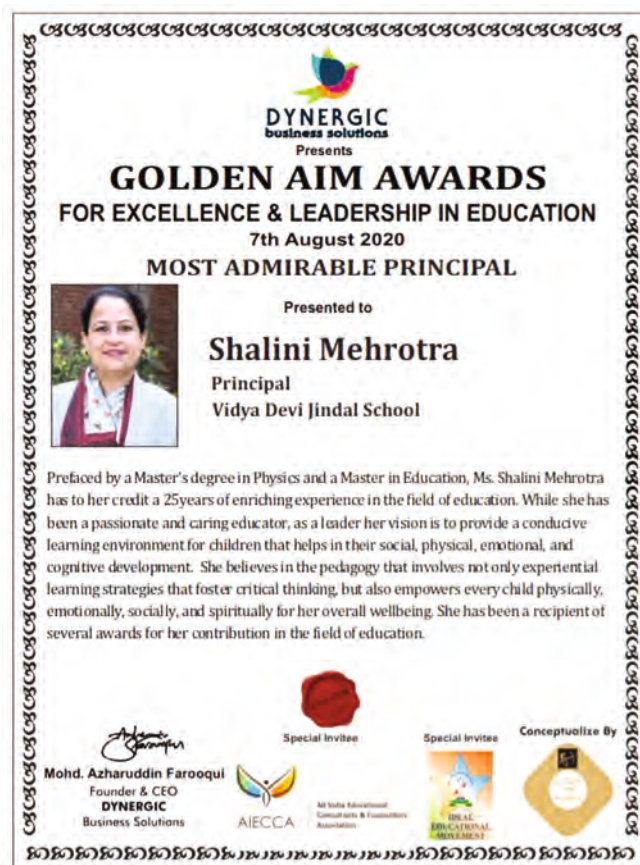 DYNERGIC
business solutions
Presents
GOLDEN AIM AWARDS
FOR EXCELLENCE & LEADERSHIP IN EDUCATION
7th August 2020
MOST ADMIRABLE PRINCIPAL
Presented to
Shalini Mehrotra
Principal
Vidya Devi Jindal School
Prefaced by a Master's degree in Physics and a Master in Education, Ms. Shalini Mehrotra
has to her credit a 25years of enriching experience in the field of education. While she has
been a passionate and caring educator, as a leader her vision is to provide a conducive
learning environment for children that helps in their social, physical, emotional, and
cognitive development. She believes in the pedagogy that involves not only experiential
learning strategies that foster critical thinking, but also empowers every child physically,
emotionally, socially, and spiritually for her overall wellbeing. She has been a recipient of
several awards for her contribution in the field of education.
Mohd. Azharuddin Farooqui
Founder & CEO
DYNERGIC
Business Solutions
Special Invitee
AIECCA
All India Educational
Consultants & Counsellors
Association
Special Invitee
IDEAL
EDUCATIONAL
MOVEMENT
Conceptualize By